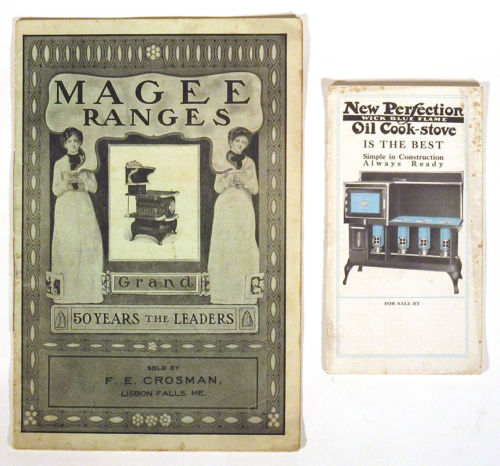 MAGEE
RANGES
Grand
50 YEARS THE LEADERS
SOLD BY
F. E. CROSMAN,
LISBON FALLS, ME.
New Perfection
WICK BLUE FLAME
Oil Cook-stove
IS THE BEST
Simple in Construction
Always Ready
FOR SALE BY